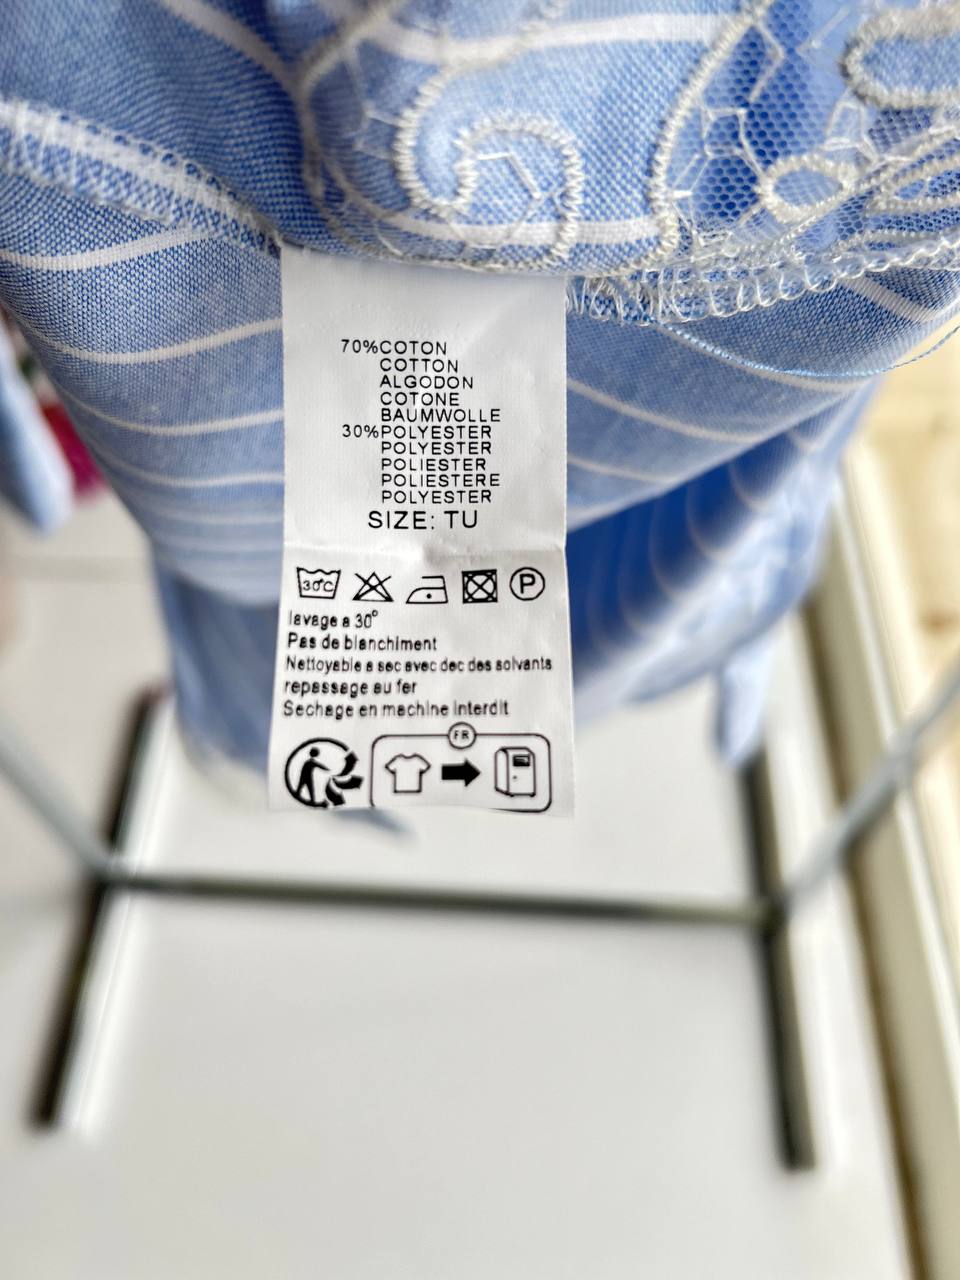 70%COTON
COTTON
ALGODON
COTONE
BAUMWOLLE
30%POLYESTER
POLYESTER
POLIESTER
POLIESTERE
POLYESTER
SIZE: TU
30°C P
lavage a 30°
Pas de blanchiment
Nettoyable a sec avec dec des solvants
repassage au fer
Sechage en machine interdit
FR